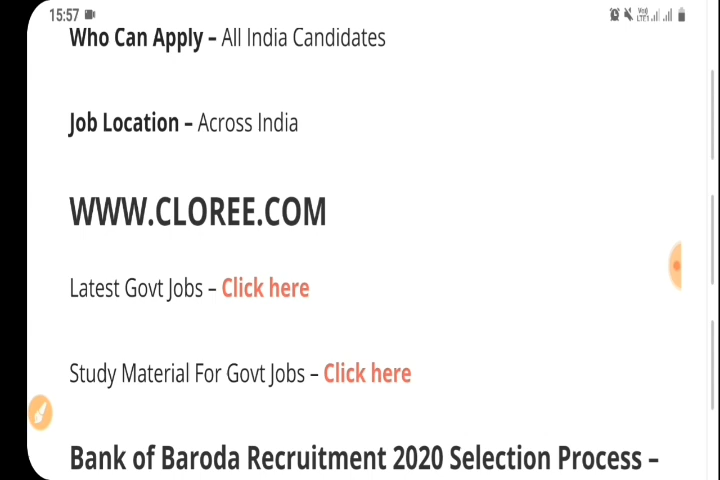 15:57
Who Can Apply – All India Candidates
Job Location – Across India
WWW.CLOREE.COM
Latest Govt Jobs – Click here
Study Material For Govt Jobs – Click here
Bank of Baroda Recruitment 2020 Selection Process –